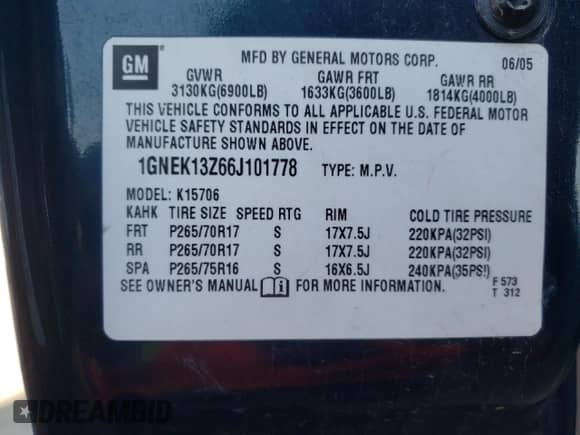 GM
MFD BY GENERAL MOTORS CORP. 06/05
GVWR GAWR FRT GAWR RR
3130KG(6900LB) 1633KG(3600LB) 1814KG(4000LB)
THIS VEHICLE CONFORMS TO ALL APPLICABLE U.S. FEDERAL MOTOR
VEHICLE SAFETY STANDARDS IN EFFECT ON THE DATE OF
MANUFACTURE SHOWN ABOVE.
1GNEK13Z66J101778 TYPE: M.P.V.
MODEL: K15706
KAHK TIRE SIZE SPEED RTG RIM COLD TIRE PRESSURE
FRT P265/70R17 S 17X7.5J 220KPA(32PSI)
RR P265/70R17 S 17X7.5J 220KPA(32PSI)
SPA P265/75R16 S 16X6.5J 240KPA(35PSI)
SEE OWNER'S MANUAL FOR MORE INFORMATION.
F 573
T 312
DREAMBID